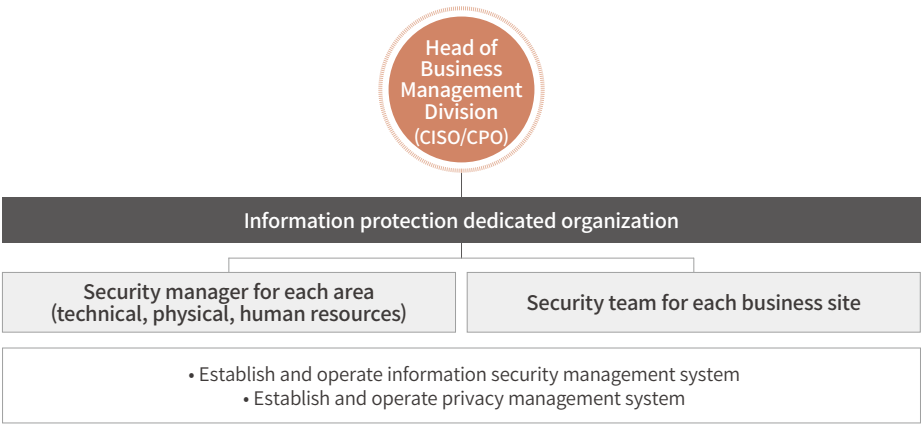 Head of
Business
Management
Division
(CISO/CPO)
Information protection dedicated organization
Security manager for each area
(technical, physical, human resources)
Security team for each business site
• Establish and operate information security management system
• Establish and operate privacy management system